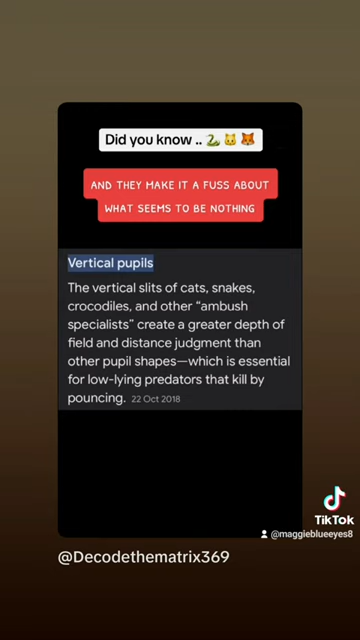 Did you know .. 🐍🐱🦊
AND THEY MAKE IT A FUSS ABOUT
WHAT SEEMS TO BE NOTHING
Vertical pupils
The vertical slits of cats, snakes,
crocodiles, and other “ambush
specialists” create a greater depth of
field and distance judgment than
other pupil shapes—which is essential
for low-lying predators that kill by
pouncing. 22 Oct 2018
TikTok
@maggieblueeyes8
@Decodethematrix369